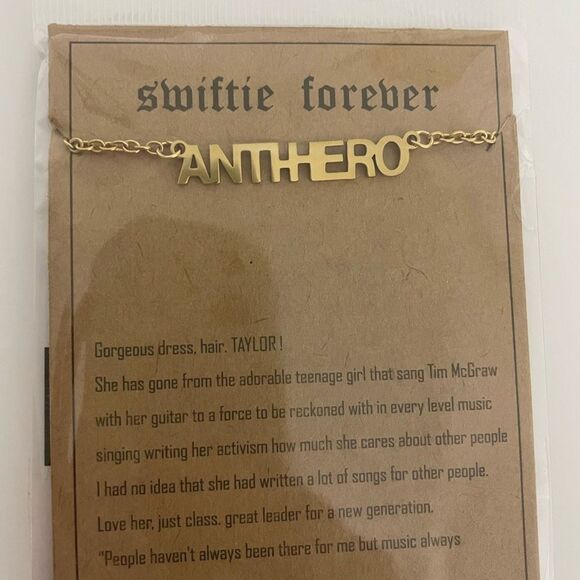 swiftie forever
ANTI-HERO
Gorgeous dress, hair. TAYLOR!
She has gone from the adorable teenage girl that sang Tim McGraw
with her guitar to a force to be reckoned with in every level music
singing writing her activism how much she cares about other people
I had no idea that she had written a lot of songs for other people.
Love her, just class. great leader for a new generation.
"People haven't always been there for me but music always